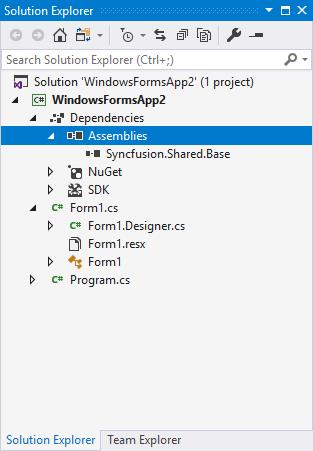 Solution Explorer
Search Solution Explorer (Ctrl+;)
Solution 'WindowsFormsApp2' (1 project)
C# WindowsFormsApp2
Dependencies
Assemblies
Syncfusion.Shared.Base
NuGet
SDK
C# Form1.cs
C# Form1.Designer.cs
Form1.resx
Form1
C# Program.cs
Solution Explorer Team Explorer